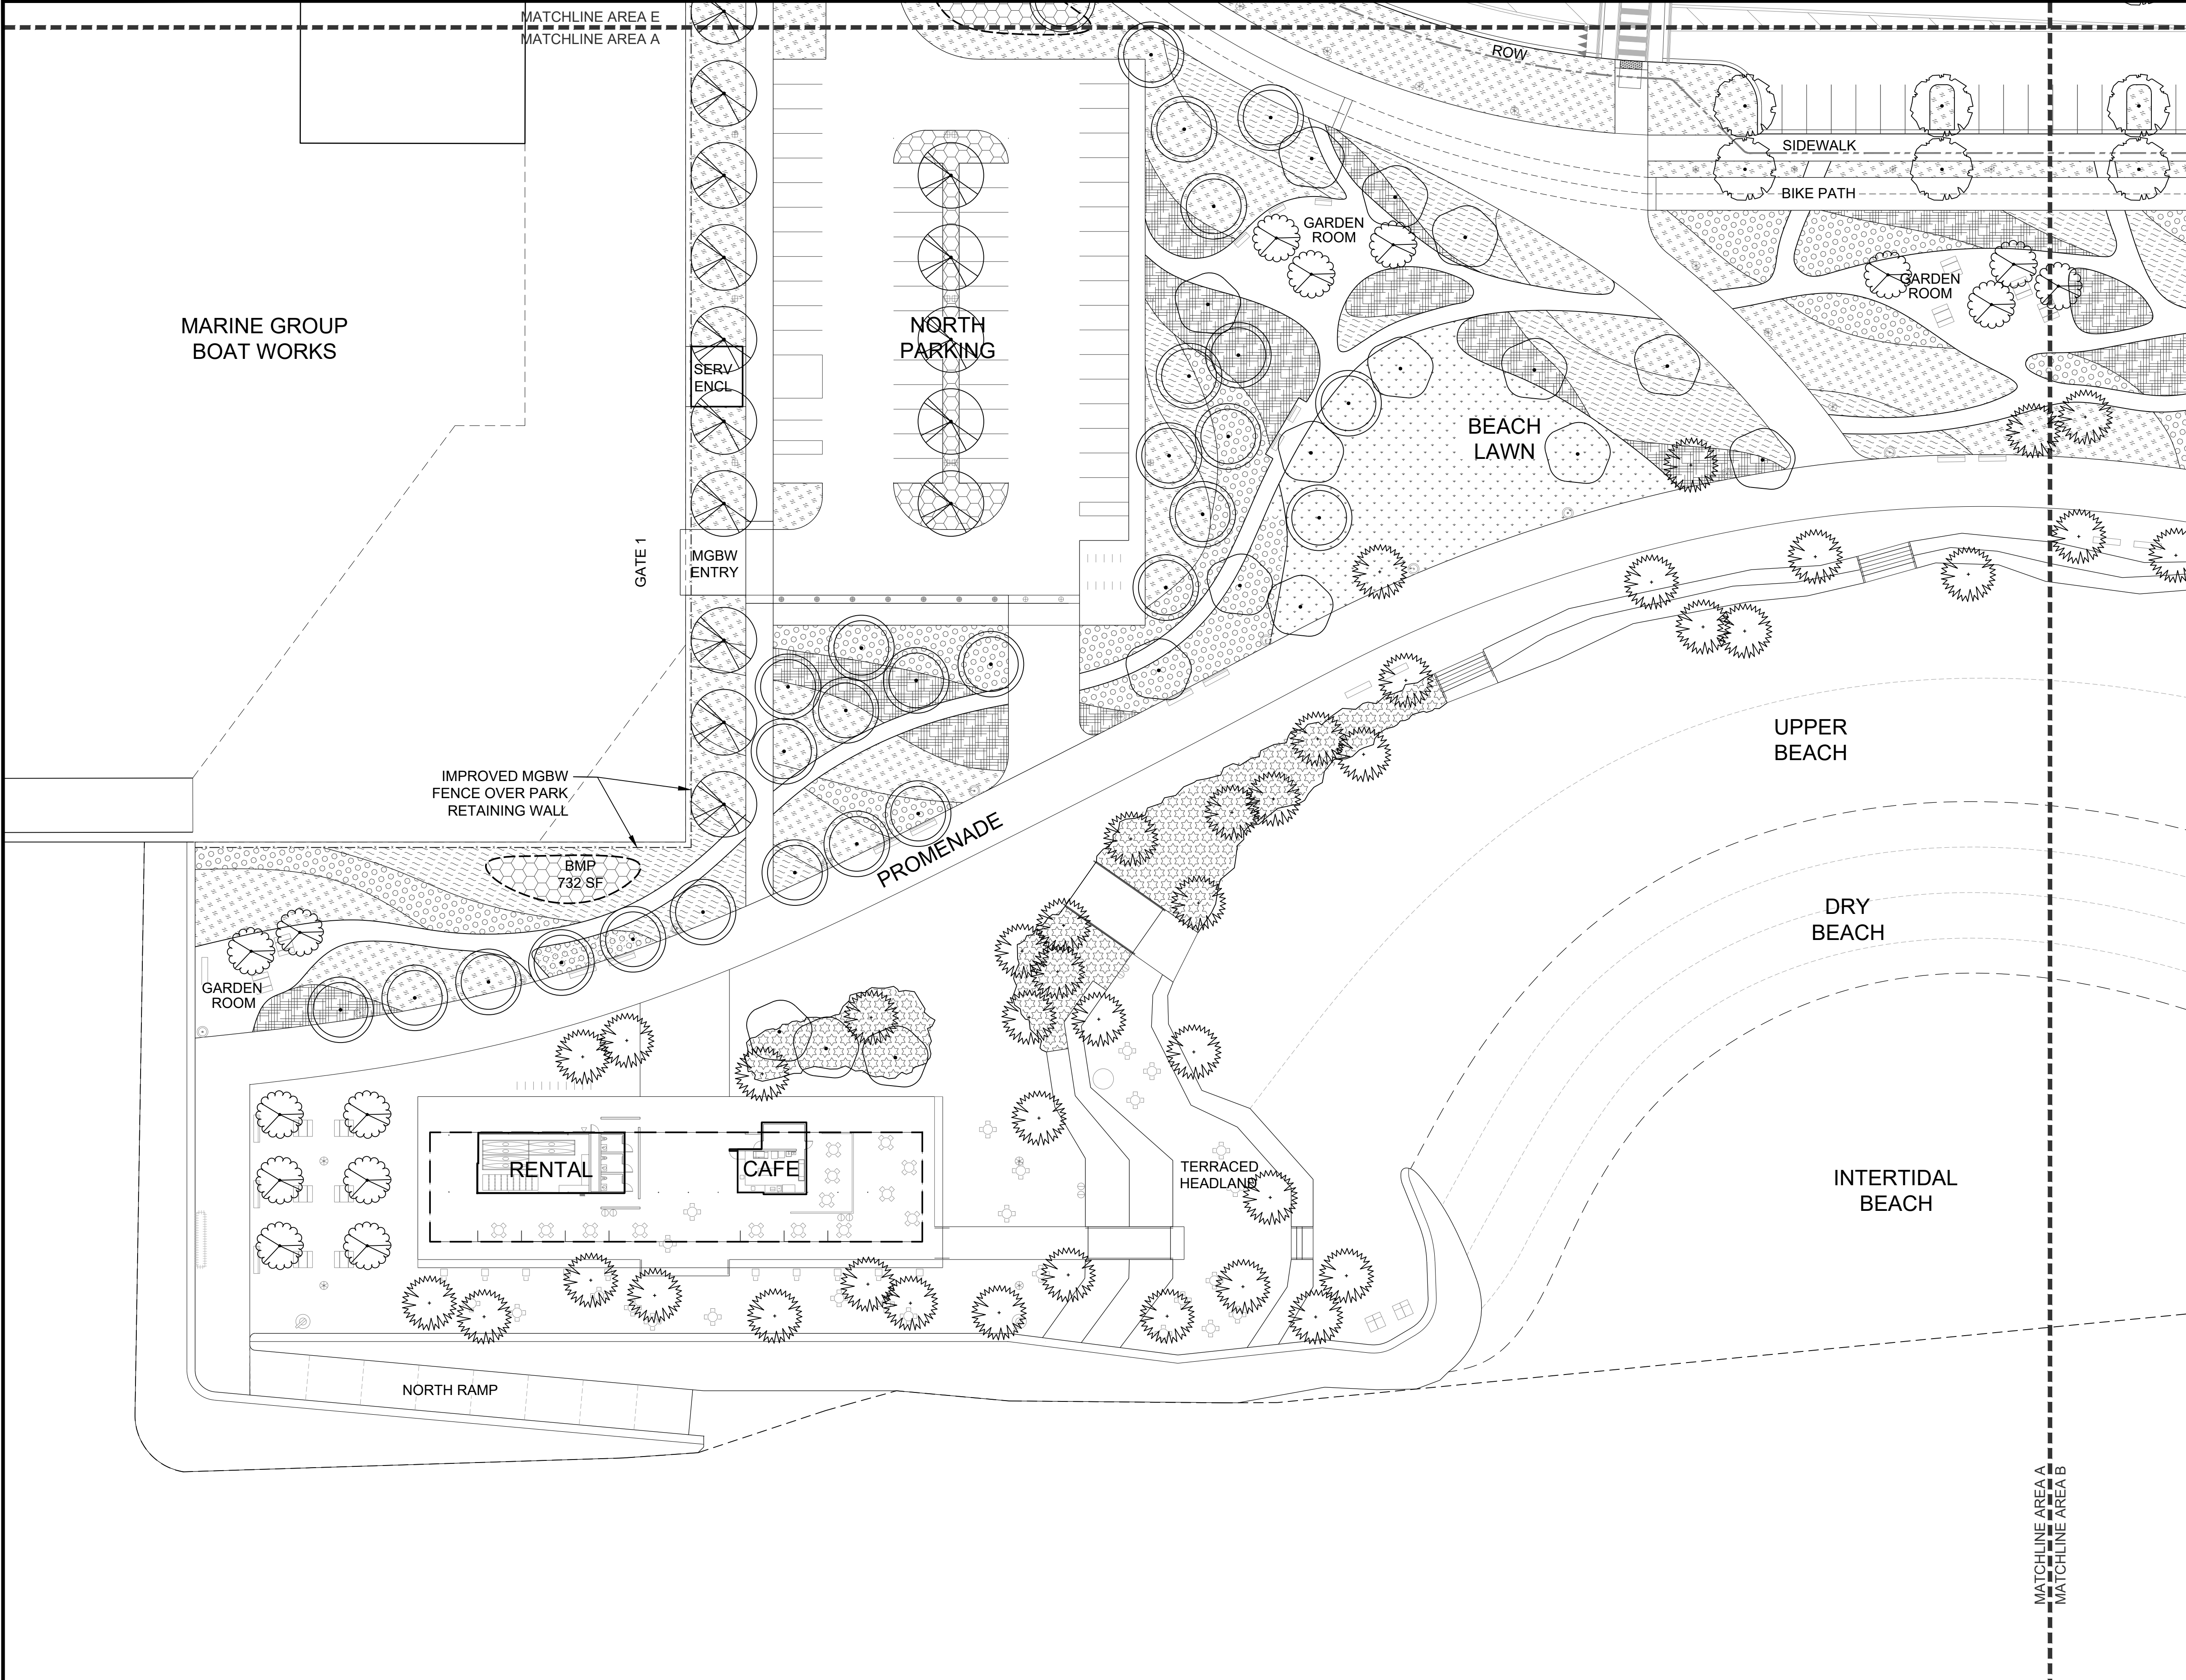 MATCHLINE AREA E
MATCHLINE AREA A
ROW
SIDEWALK
BIKE PATH
GARDEN
ROOM
GARDEN
ROOM
MARINE GROUP
BOAT WORKS
NORTH
PARKING
SERV
ENCL
BEACH
LAWN
GATE 1
MGBW
ENTRY
UPPER
BEACH
IMPROVED MGBW
FENCE OVER PARK
RETAINING WALL
PROMENADE
BMP
732 SF
DRY
BEACH
GARDEN
ROOM
RENTAL
CAFE
TERRACED
HEADLAND
INTERTIDAL
BEACH
NORTH RAMP
MATCHLINE AREA A
MATCHLINE AREA B